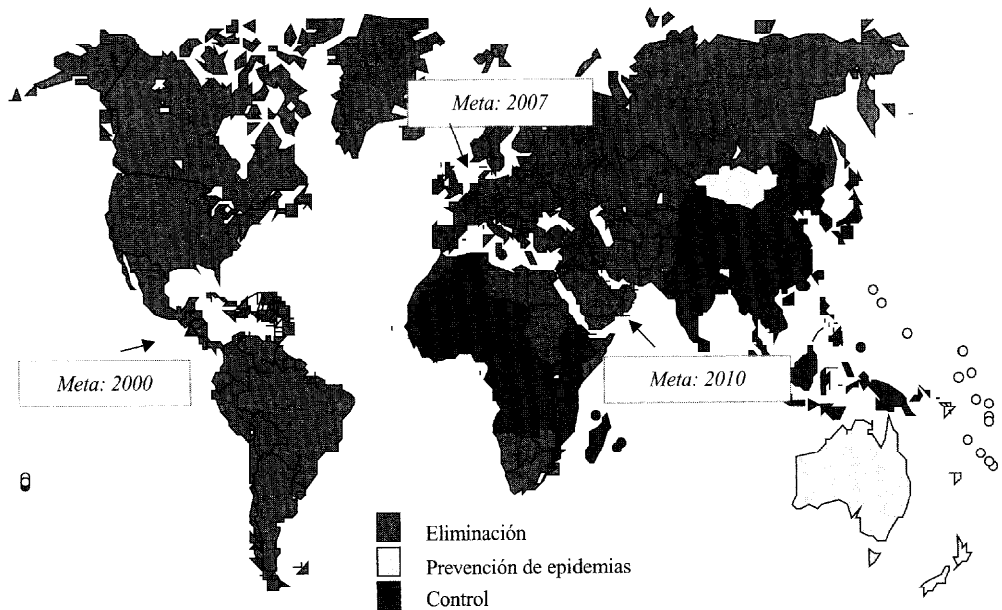 Meta: 2007
Meta: 2000
Meta: 2010
Eliminación
Prevención de epidemias
Control